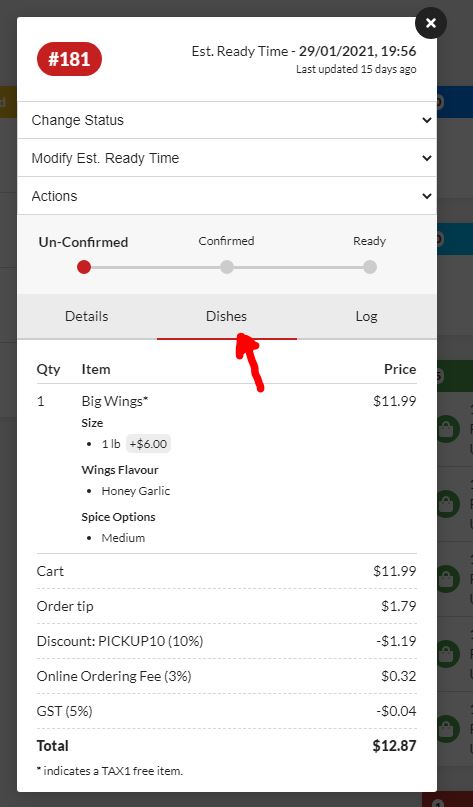 #181
Est. Ready Time - 29/01/2021, 19:56
Last updated 15 days ago
Change Status
Modify Est. Ready Time
Actions
Un-Confirmed Confirmed Ready
Details Dishes Log
Qty Item Price
1 Big Wings* $11.99
Size
• 1 lb +$6.00
Wings Flavour
• Honey Garlic
Spice Options
• Medium
Cart $11.99
Order tip $1.79
Discount: PICKUP10 (10%) -$1.19
Online Ordering Fee (3%) $0.32
GST (5%) -$0.04
Total $12.87
* indicates a TAX1 free item.